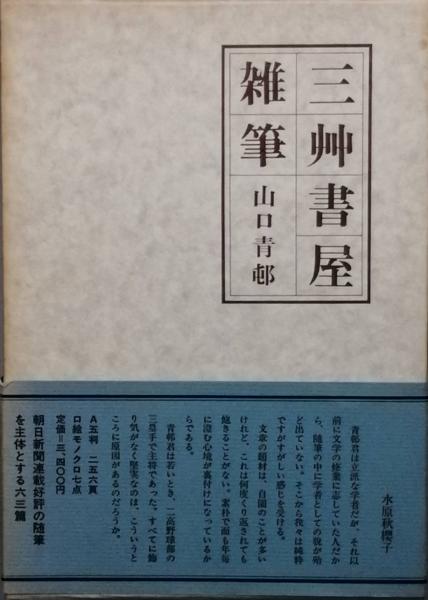 三艸書屋
雑筆
山口青邨
水原秋櫻子
青邨君は立派な学者だが、それ以
前に文学の修業に志していた人だか
ら、随筆の中に学者としての貌が殆
ど出ていない。そこから我々は純粋
ですがすがしい感じを受ける。
文章の題材は、自園のことが多い
けれど、これは何度くり返されても
飽きることがない。素朴で而も年毎
に澄む心境が裏付けになっているか
らである。
青邨君は若いとき、二高野球部の
三塁手で主将であった。すべてに飾
り気がなく堅実なのは、こういうと
ころに原因があるのだろうか。
A五判 二五六頁
口絵モノクロ七点
定価＝三、四〇〇円
朝日新聞連載好評の随筆
を主体とする六三篇